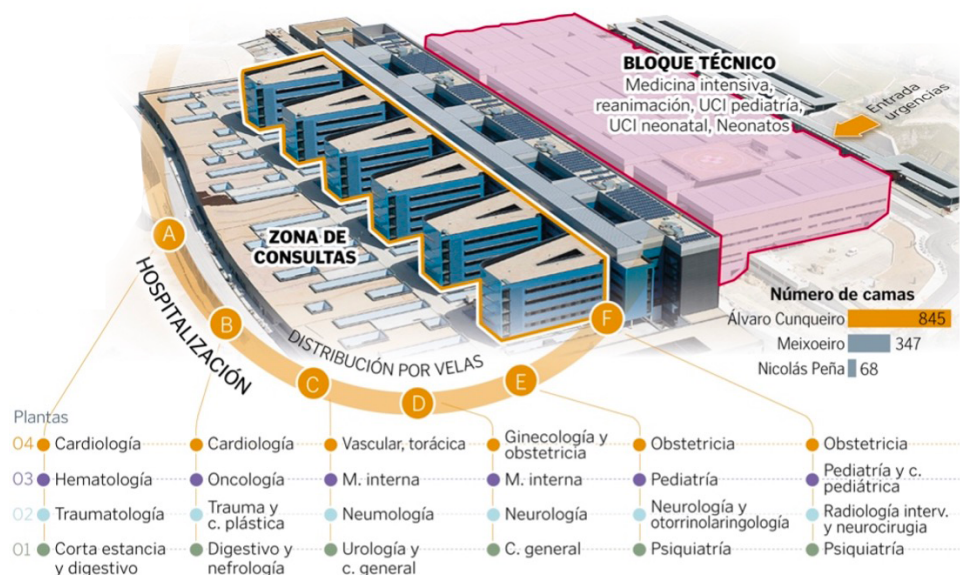 BLOQUE TÉCNICO
Medicina intensiva,
reanimación, UCI pediatría,
UCI neonatal, Neonatos
Entrada
urgencias
ZONA DE
CONSULTAS
A
B
C
D
E
F
HOSPITALIZACIÓN
DISTRIBUCIÓN POR VELAS
Número de camas
Álvaro Cunqueiro 845
Meixoeiro 347
Nicolás Peña 68
Plantas
04 Cardiología Cardiología Vascular, torácica Ginecología y obstetricia Obstetricia Obstetricia
03 Hematología Oncología M. interna M. interna Pediatría Pediatría y c. pediátrica
02 Traumatología Trauma y c. plástica Neumología Neurología Neurología y otorrinolaringología Radiología interv. y neurocirugia
01 Corta estancia y digestivo Digestivo y nefrología Urología y c. general C. general Psiquiatría Psiquiatría